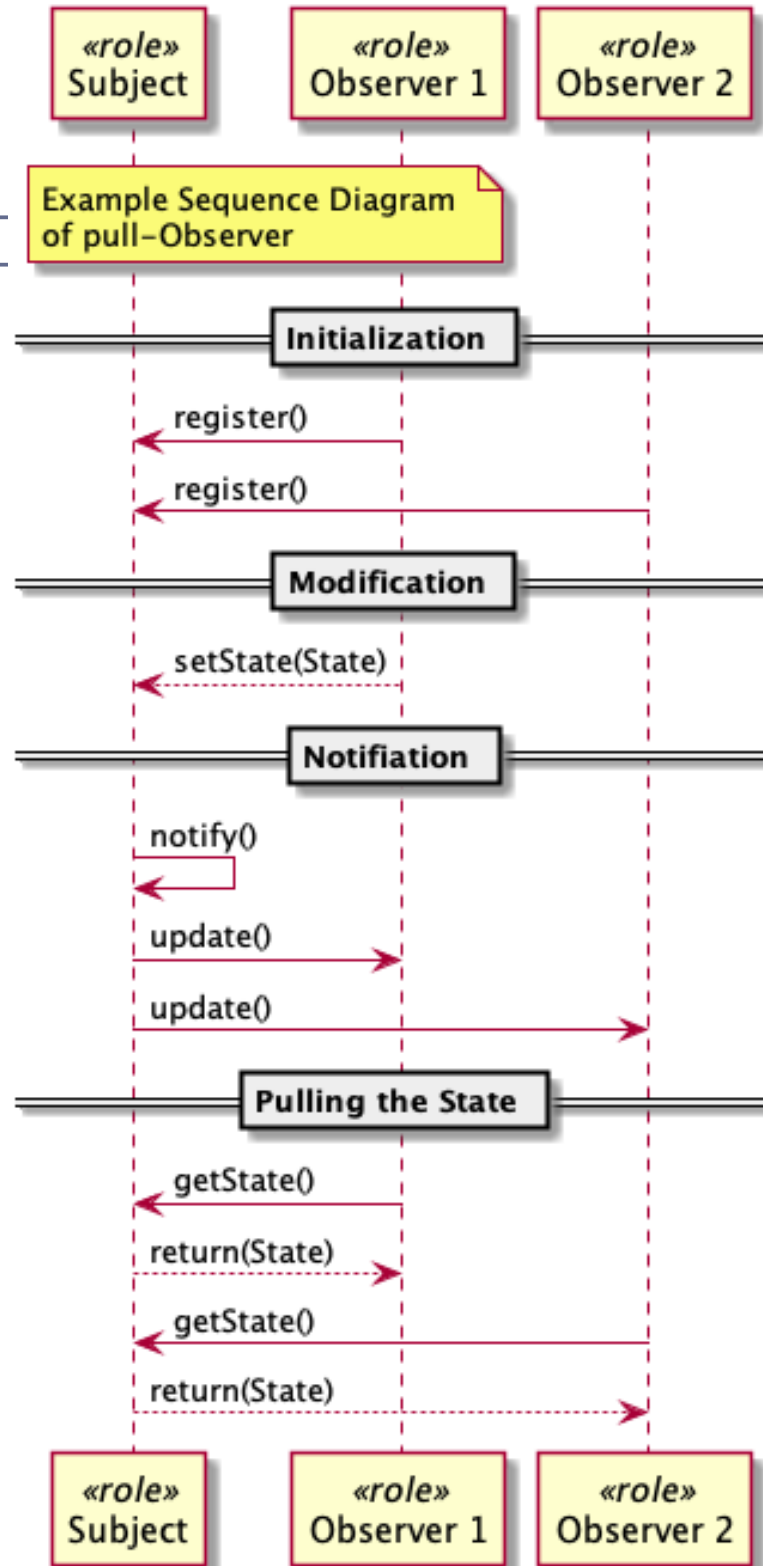 «role»
Subject
«role»
Observer 1
«role»
Observer 2
Example Sequence Diagram
of pull-Observer
Initialization
register()
register()
Modification
setState(State)
Notifiation
notify()
update()
update()
Pulling the State
getState()
return(State)
getState()
return(State)
«role»
Subject
«role»
Observer 1
«role»
Observer 2